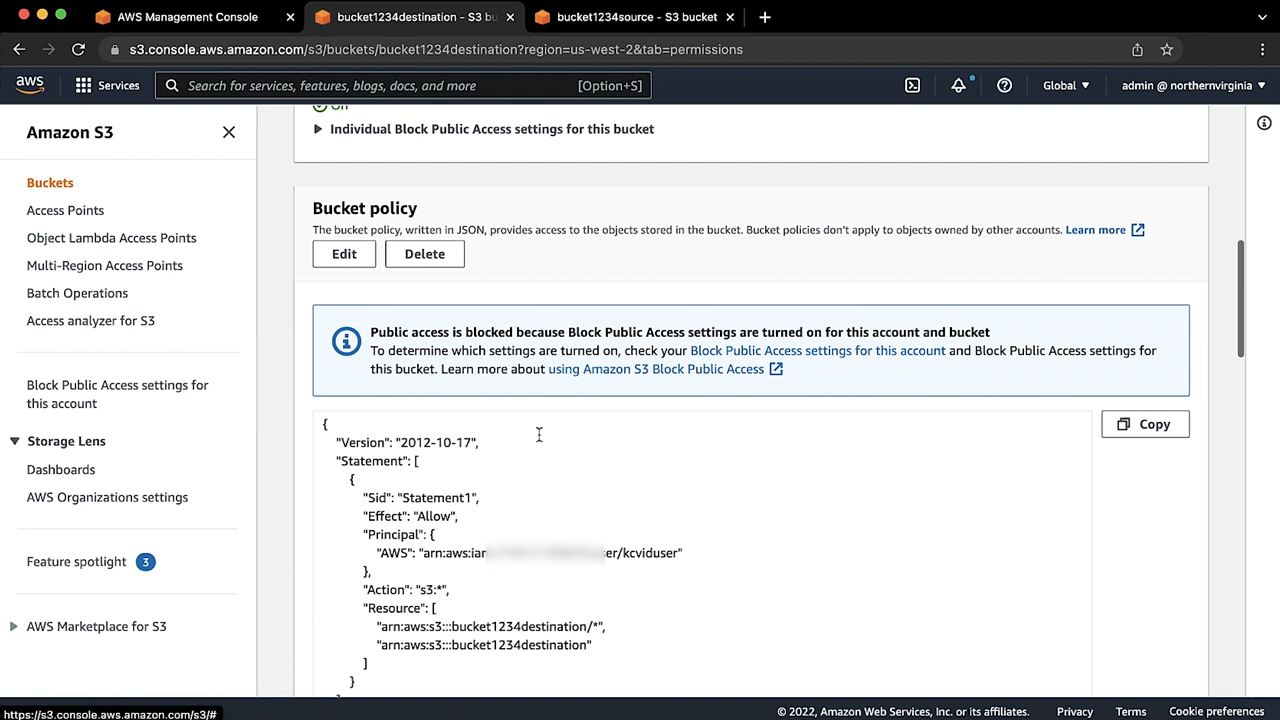 AWS Management Console
bucket1234destination - S3 bu
bucket1234source - S3 bucket
s3.console.aws.amazon.com/s3/buckets/bucket1234destination?region=us-west-2&tab=permissions
aws
Services
Search for services, features, blogs, docs, and more
[Option+S]
Global
admin @ northernvirginia
Amazon S3
Buckets
Access Points
Object Lambda Access Points
Multi-Region Access Points
Batch Operations
Access analyzer for S3
Block Public Access settings for
this account
Storage Lens
Dashboards
AWS Organizations settings
Feature spotlight 3
AWS Marketplace for S3
https://s3.console.aws.amazon.com/s3/#
On
Individual Block Public Access settings for this bucket
Bucket policy
The bucket policy, written in JSON, provides access to the objects stored in the bucket. Bucket policies don't apply to objects owned by other accounts. Learn more
Edit
Delete
Public access is blocked because Block Public Access settings are turned on for this account and bucket
To determine which settings are turned on, check your Block Public Access settings for this account and Block Public Access settings for
this bucket. Learn more about using Amazon S3 Block Public Access
Copy
{
"Version": "2012-10-17",
"Statement": [
{
"Sid": "Statement1",
"Effect": "Allow",
"Principal": {
"AWS": "arn:aws:iam er/kcviduser"
},
"Action": "s3:*",
"Resource": [
"arn:aws:s3:::bucket1234destination/*",
"arn:aws:s3:::bucket1234destination"
]
}
© 2022, Amazon Web Services, Inc. or its affiliates.
Privacy
Terms
Cookie preferences